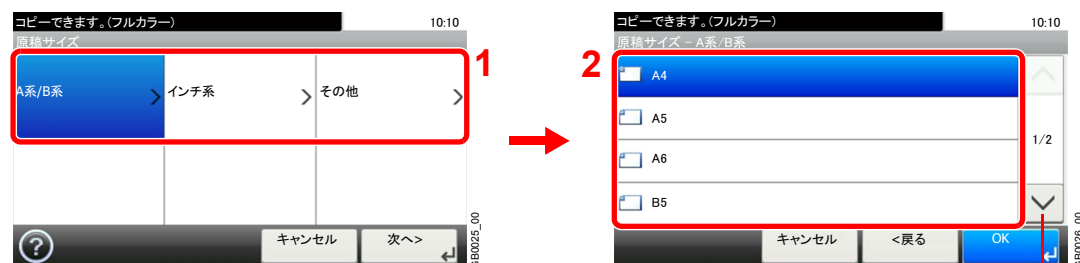 コピーできます。(フルカラー)
10:10
原稿サイズ
A系/B系
インチ系
その他
1
キャンセル
次へ>
GB0025_00
コピーできます。(フルカラー)
10:10
原稿サイズ - A系/B系
2
A4
A5
A6
B5
1/2
キャンセル
<戻る
OK
GB0026_00